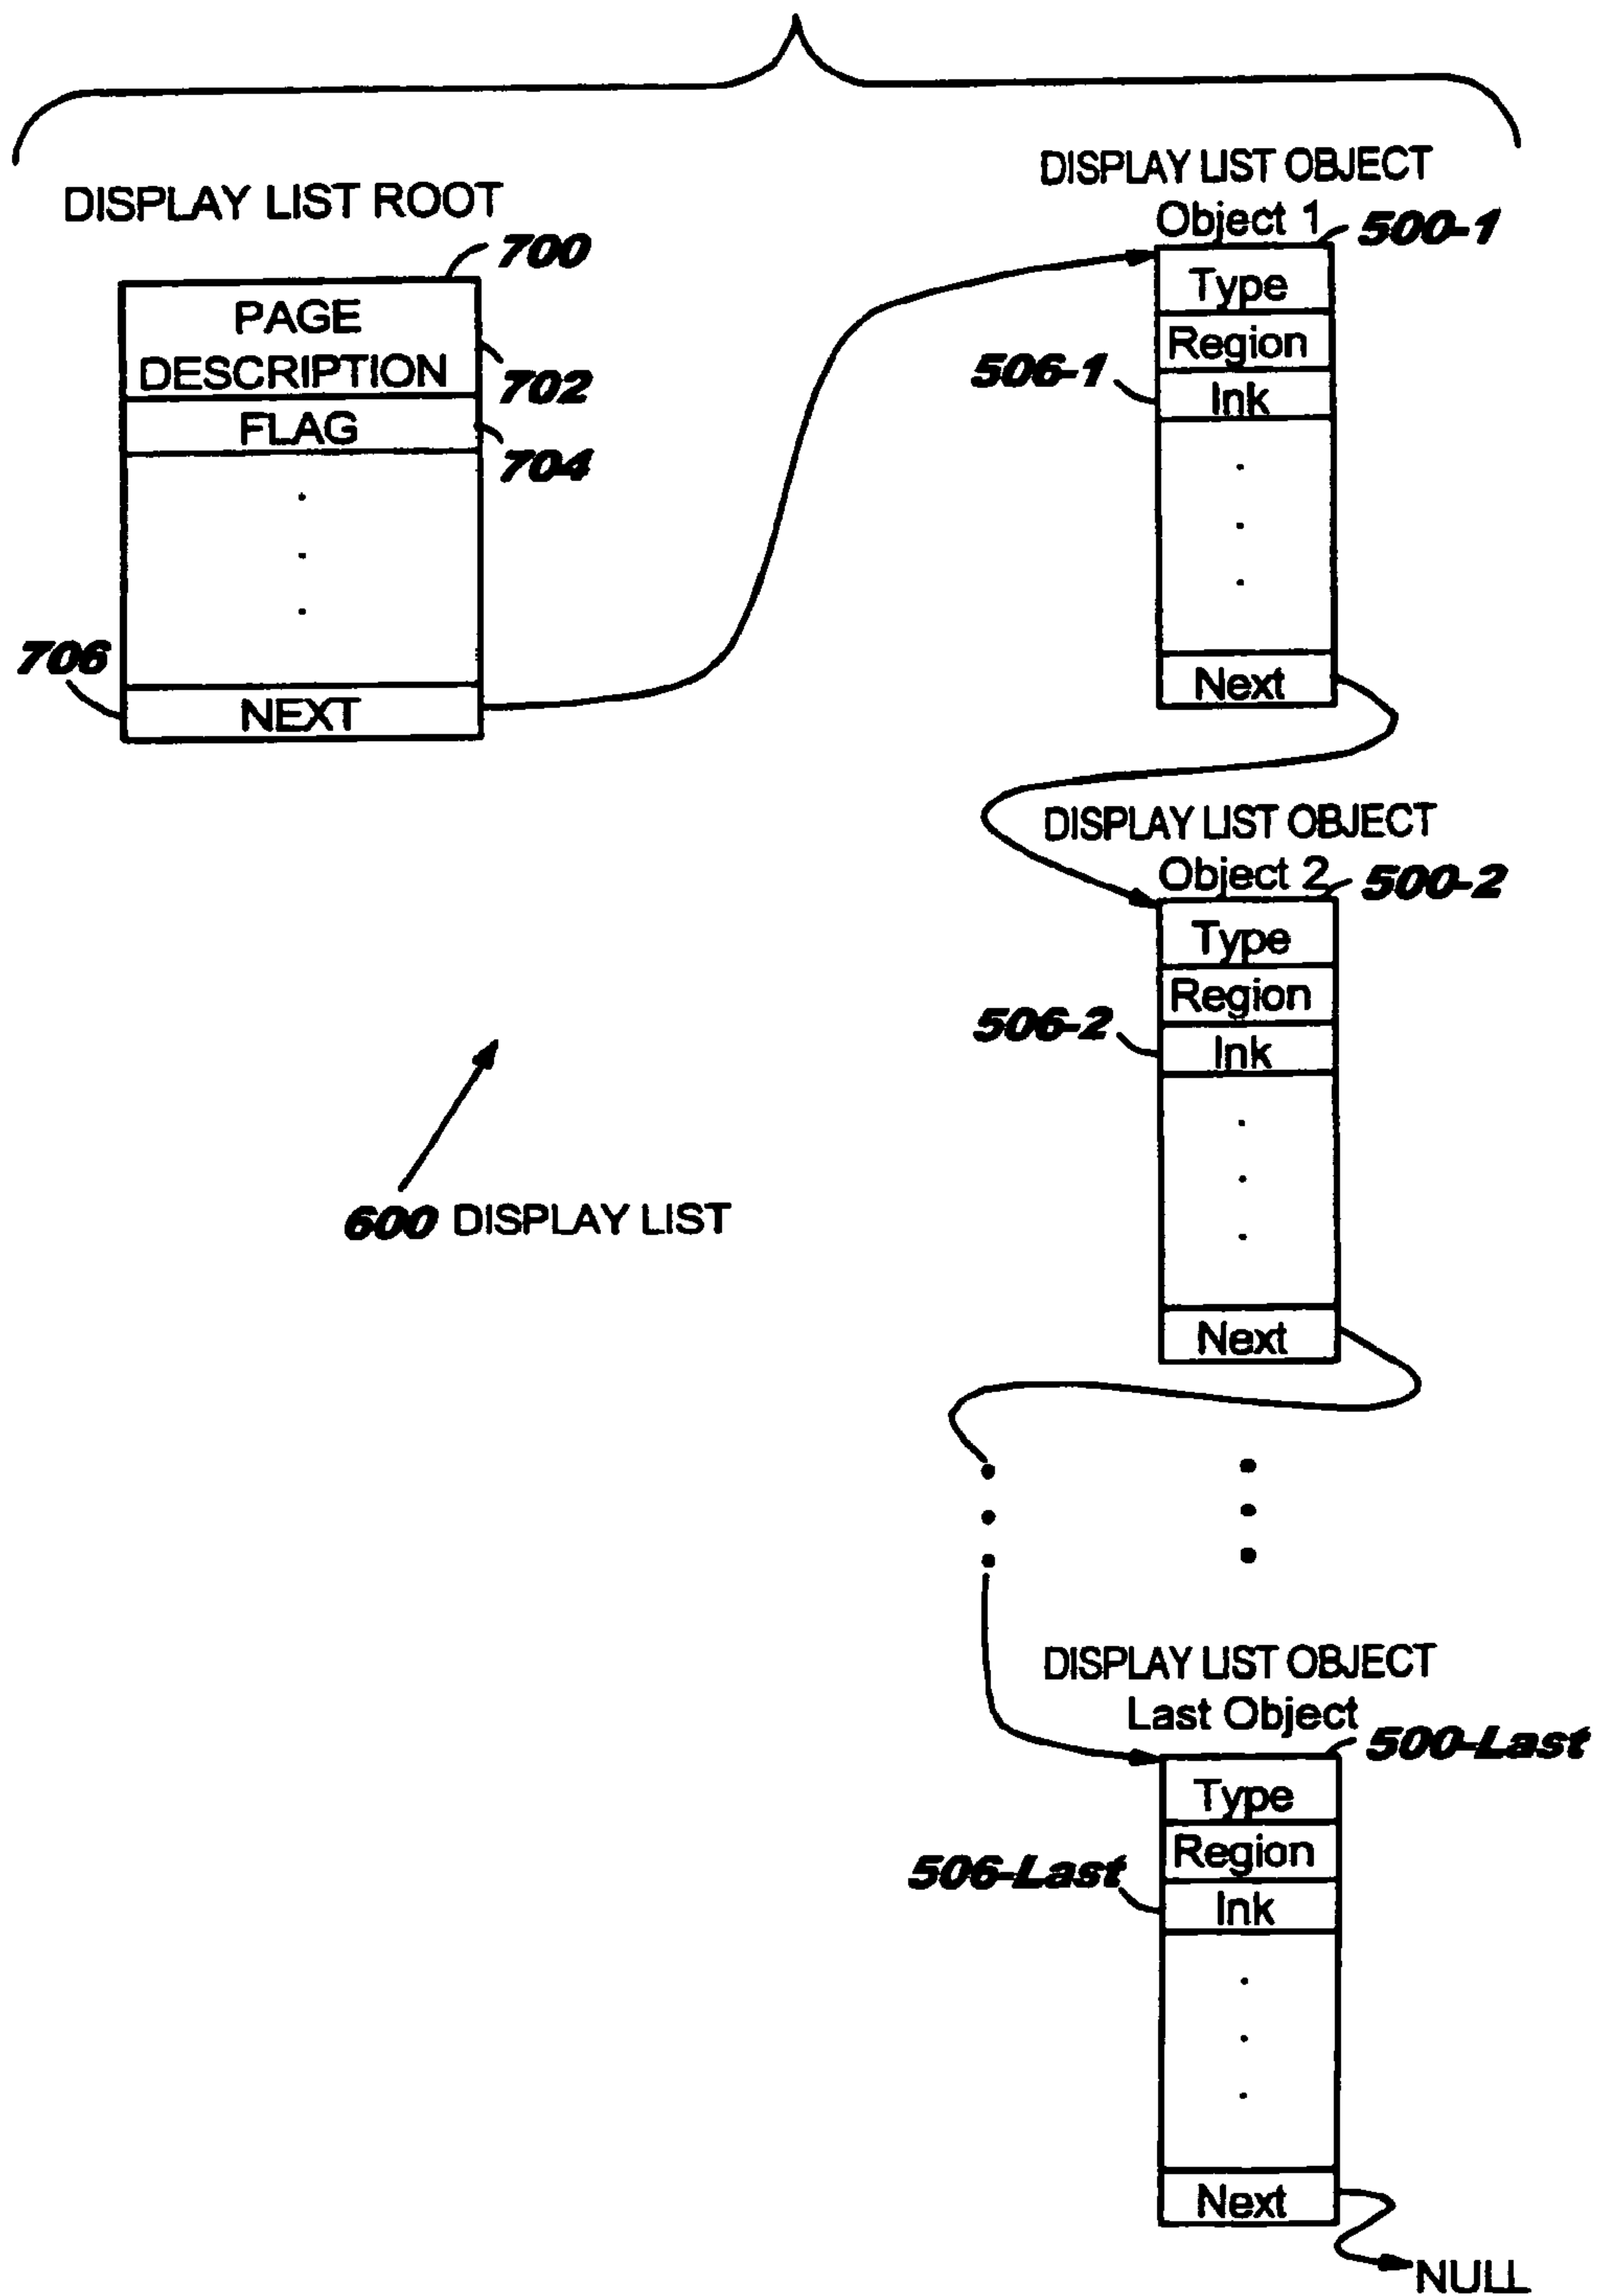 DISPLAY LIST ROOT
700
PAGE
DESCRIPTION
702
FLAG
704
706
NEXT
DISPLAY LIST OBJECT
Object 1
500-1
Type
Region
506-1
Ink
Next
DISPLAY LIST OBJECT
Object 2
500-2
Type
Region
506-2
Ink
Next
600 DISPLAY LIST
DISPLAY LIST OBJECT
Last Object
500-Last
Type
Region
506-Last
Ink
Next
NULL